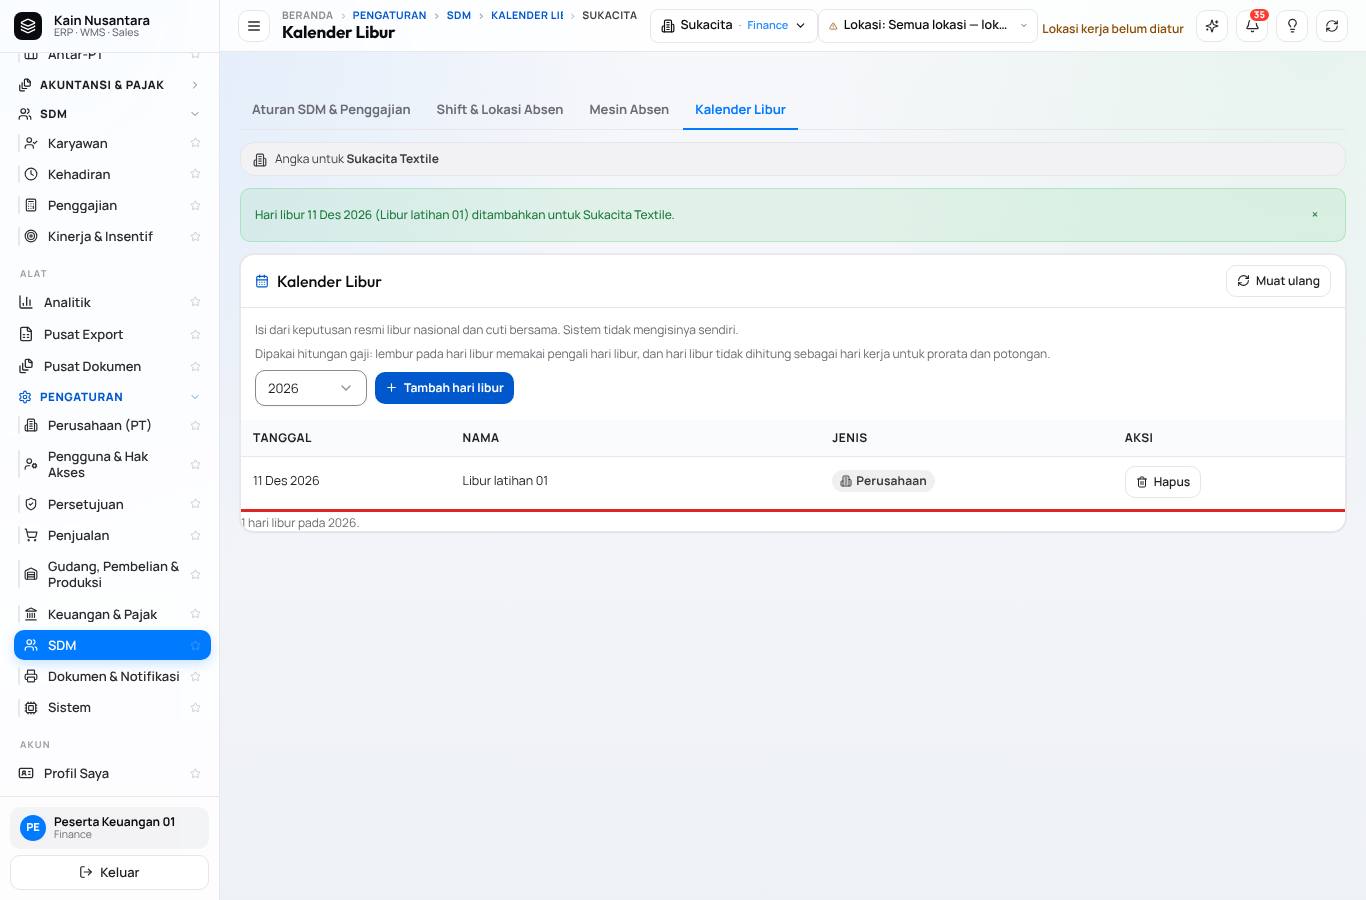 Kain Nusantara
ERP · WMS · Sales
Antar-PT
AKUNTANSI & PAJAK
SDM
Karyawan
Kehadiran
Penggajian
Kinerja & Insentif
ALAT
Analitik
Pusat Export
Pusat Dokumen
PENGATURAN
Perusahaan (PT)
Pengguna & Hak
Akses
Persetujuan
Penjualan
Gudang, Pembelian &
Produksi
Keuangan & Pajak
SDM
Dokumen & Notifikasi
Sistem
AKUN
Profil Saya
PE
Peserta Keuangan 01
Finance
Keluar
BERANDA › PENGATURAN › SDM › KALENDER LIB › SUKACITA
Kalender Libur
Sukacita · Finance
Lokasi: Semua lokasi — lok...
Lokasi kerja belum diatur
35
Aturan SDM & Penggajian
Shift & Lokasi Absen
Mesin Absen
Kalender Libur
Angka untuk Sukacita Textile
Hari libur 11 Des 2026 (Libur latihan 01) ditambahkan untuk Sukacita Textile.
×
Kalender Libur
Muat ulang
Isi dari keputusan resmi libur nasional dan cuti bersama. Sistem tidak mengisinya sendiri.
Dipakai hitungan gaji: lembur pada hari libur memakai pengali hari libur, dan hari libur tidak dihitung sebagai hari kerja untuk prorata dan potongan.
2026
+ Tambah hari libur
TANGGAL NAMA JENIS AKSI
11 Des 2026 Libur latihan 01 Perusahaan Hapus
1 hari libur pada 2026.